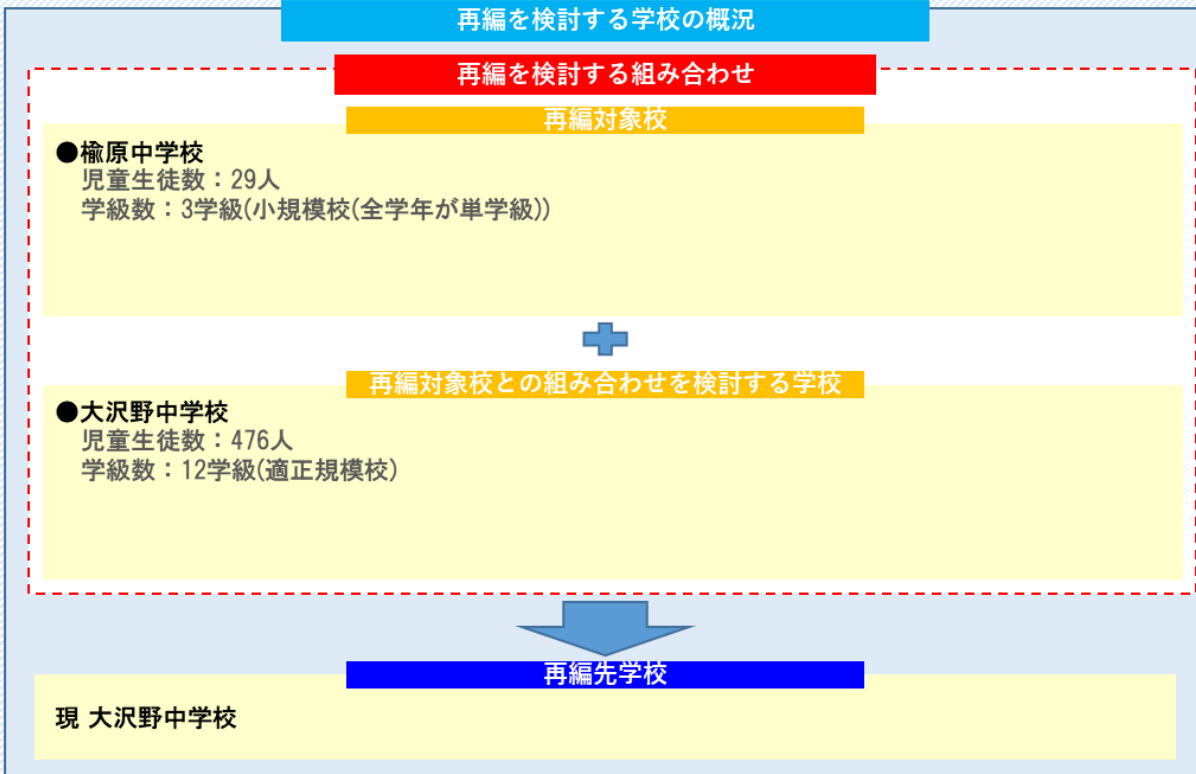 再編を検討する学校の概況
再編を検討する組み合わせ
再編対象校
●楡原中学校
児童生徒数：29人
学級数：3学級(小規模校(全学年が単学級))
再編対象校との組み合わせを検討する学校
●大沢野中学校
児童生徒数：476人
学級数：12学級(適正規模校)
再編先学校
現 大沢野中学校